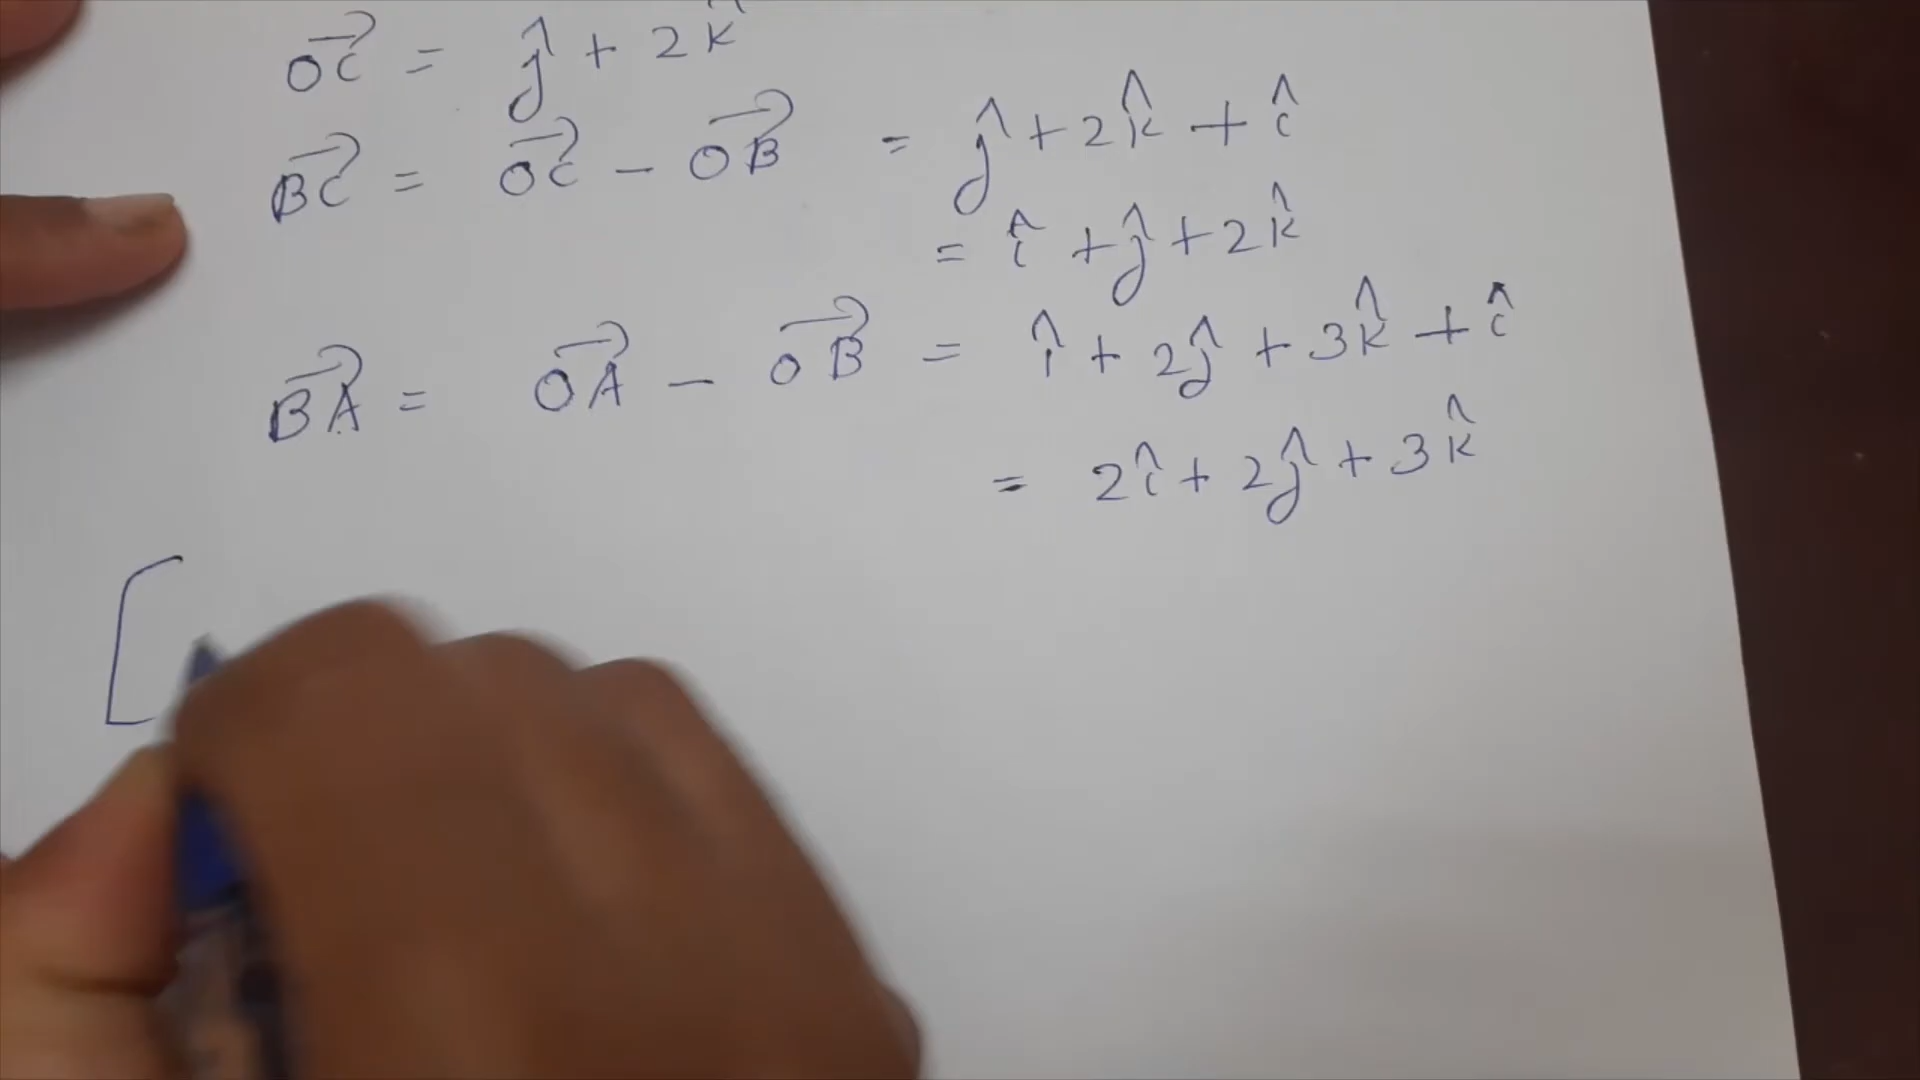 OC⃗ = ĵ + 2k̂
BC⃗ = OC⃗ - OB⃗ = ĵ + 2k̂ + î
= î + ĵ + 2k̂
BA⃗ = OA⃗ - OB⃗ = î + 2ĵ + 3k̂ + î
= 2î + 2ĵ + 3k̂
[